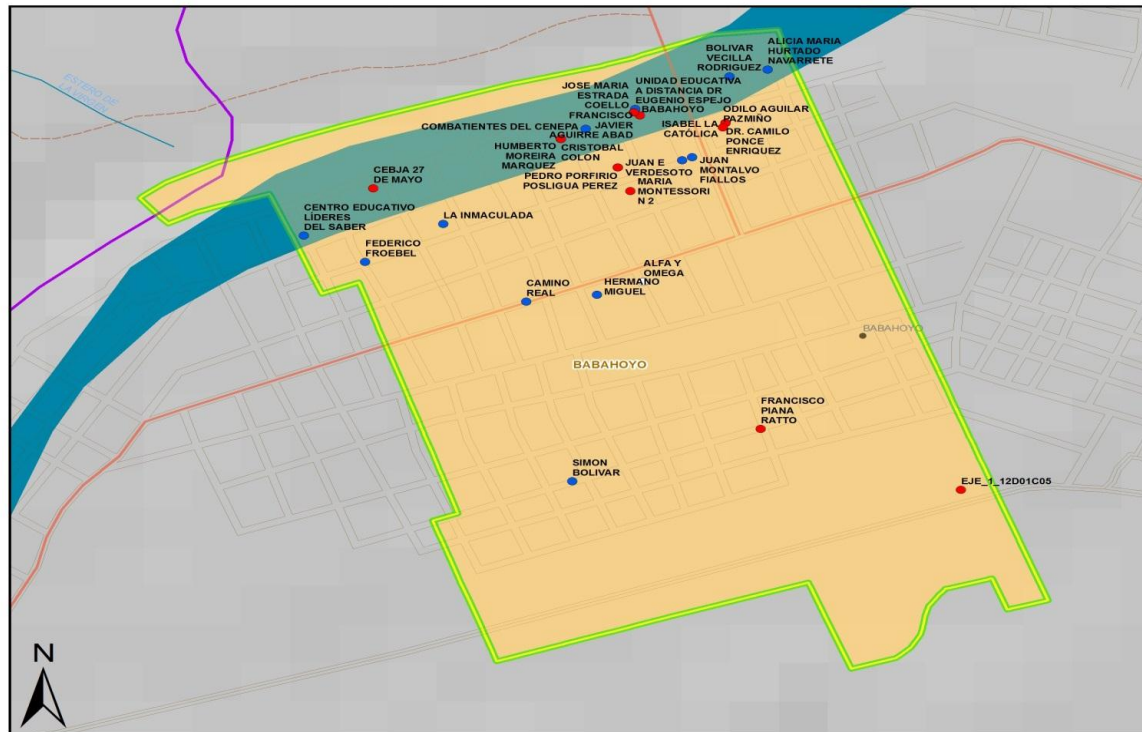 BOLIVAR
VECILLA
RODRIGUEZ
ALICIA MARIA
HURTADO
NAVARRETE
JOSE MARIA
ESTRADA
COELLO
FRANCISCO
JAVIER
AGUIRRE ABAD
UNIDAD EDUCATIVA
A DISTANCIA DR
EUGENIO ESPEJO
BABAHOYO
ODILO AGUILAR
PAZMIÑO
ISABEL LA
CATÓLICA
DR. CAMILO
PONCE
ENRIQUEZ
COMBATIENTES DEL CENEPA
HUMBERTO
MOREIRA
MARQUEZ
CRISTOBAL
COLON
JUAN E
VERDESOTO
JUAN
MONTALVO
FIALLOS
PEDRO PORFIRIO
POSLIGUA PEREZ
MARIA
MONTESSORI
N 2
CEBJA 27
DE MAYO
CENTRO EDUCATIVO
LÍDERES
DEL SABER
LA INMACULADA
FEDERICO
FROEBEL
ALFA Y
OMEGA
CAMINO
REAL
HERMANO
MIGUEL
BABAHOYO
BABAHOYO
FRANCISCO
PIANA
RATTO
SIMON
BOLIVAR
EJE_1_12D01C05
ESTERO DE
N